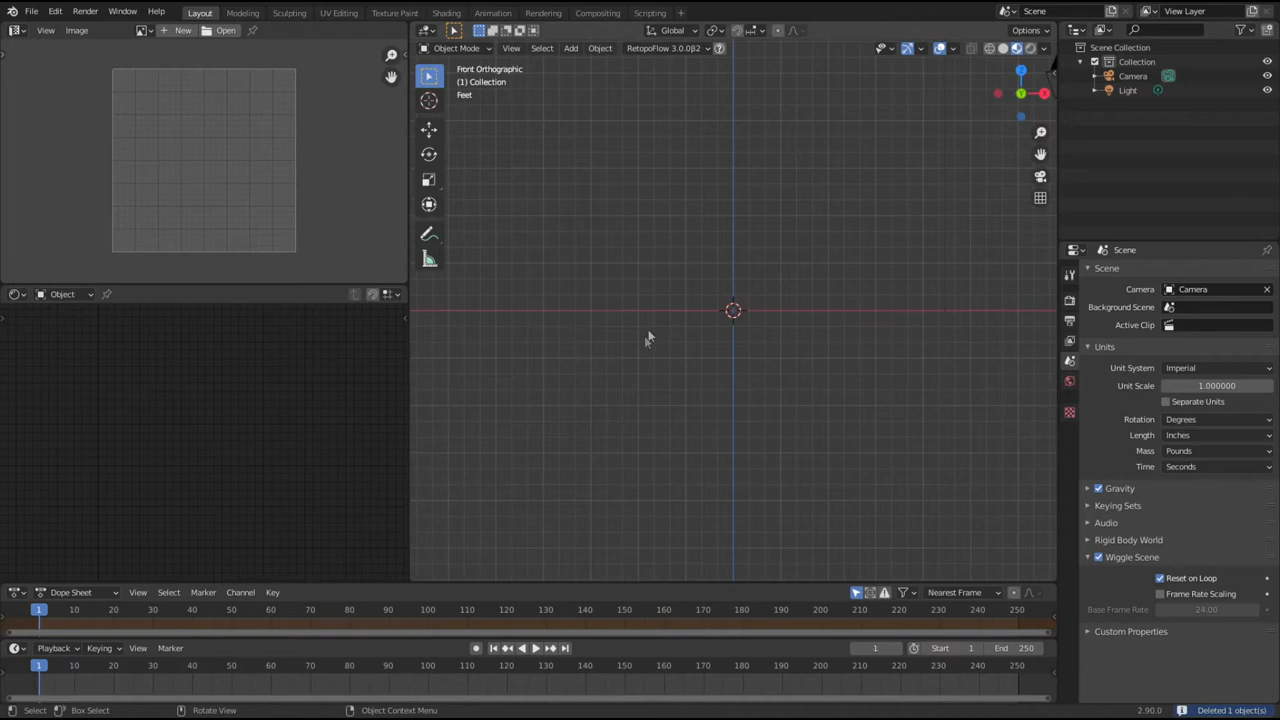 File Edit Render Window Help Layout Modeling Sculpting UV Editing Texture Paint Shading Animation Rendering Compositing Scripting + Scene View Layer
View Image New Open Global Options
Object Mode View Select Add Object RetopoFlow 3.0.0β2
Front Orthographic
(1) Collection
Feet
Z
Y
X
Scene Collection
Collection
Camera
Light
Scene
Scene
Camera Camera
Background Scene
Active Clip
Units
Unit System Imperial
Unit Scale 1.000000
Separate Units
Rotation Degrees
Length Inches
Mass Pounds
Time Seconds
Gravity
Keying Sets
Audio
Rigid Body World
Wiggle Scene
Reset on Loop
Frame Rate Scaling
Base Frame Rate 24.00
Custom Properties
Object
Dope Sheet View Select Marker Channel Key Nearest Frame
1 10 20 30 40 50 60 70 80 90 100 110 120 130 140 150 160 170 180 190 200 210 220 230 240 250
Playback Keying View Marker 1 Start 1 End 250
1 10 20 30 40 50 60 70 80 90 100 110 120 130 140 150 160 170 180 190 200 210 220 230 240 250
Select Box Select Rotate View Object Context Menu 2.90.0 Deleted 1 object(s)